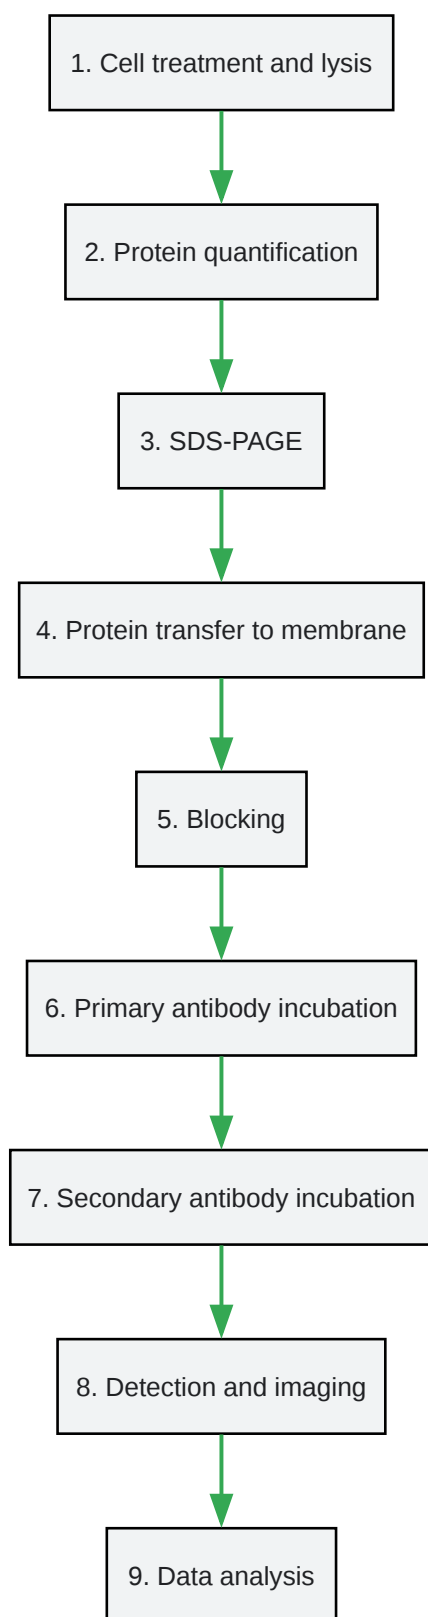 1. Cell treatment and lysis
2. Protein quantification
3. SDS-PAGE
4. Protein transfer to membrane
5. Blocking
6. Primary antibody incubation
7. Secondary antibody incubation
8. Detection and imaging
9. Data analysis